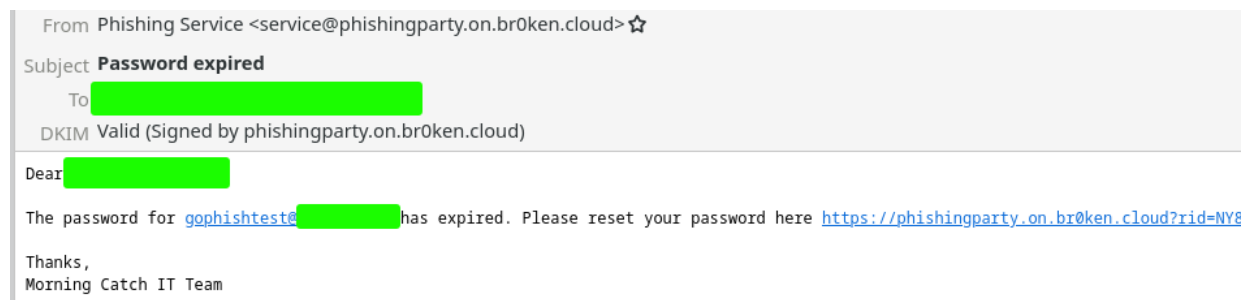 From Phishing Service <service@phishingparty.on.br0ken.cloud>
Subject Password expired
To
DKIM Valid (Signed by phishingparty.on.br0ken.cloud)
Dear
The password for gophishtest@ has expired. Please reset your password here https://phishingparty.on.br0ken.cloud?rid=NY8
Thanks,
Morning Catch IT Team